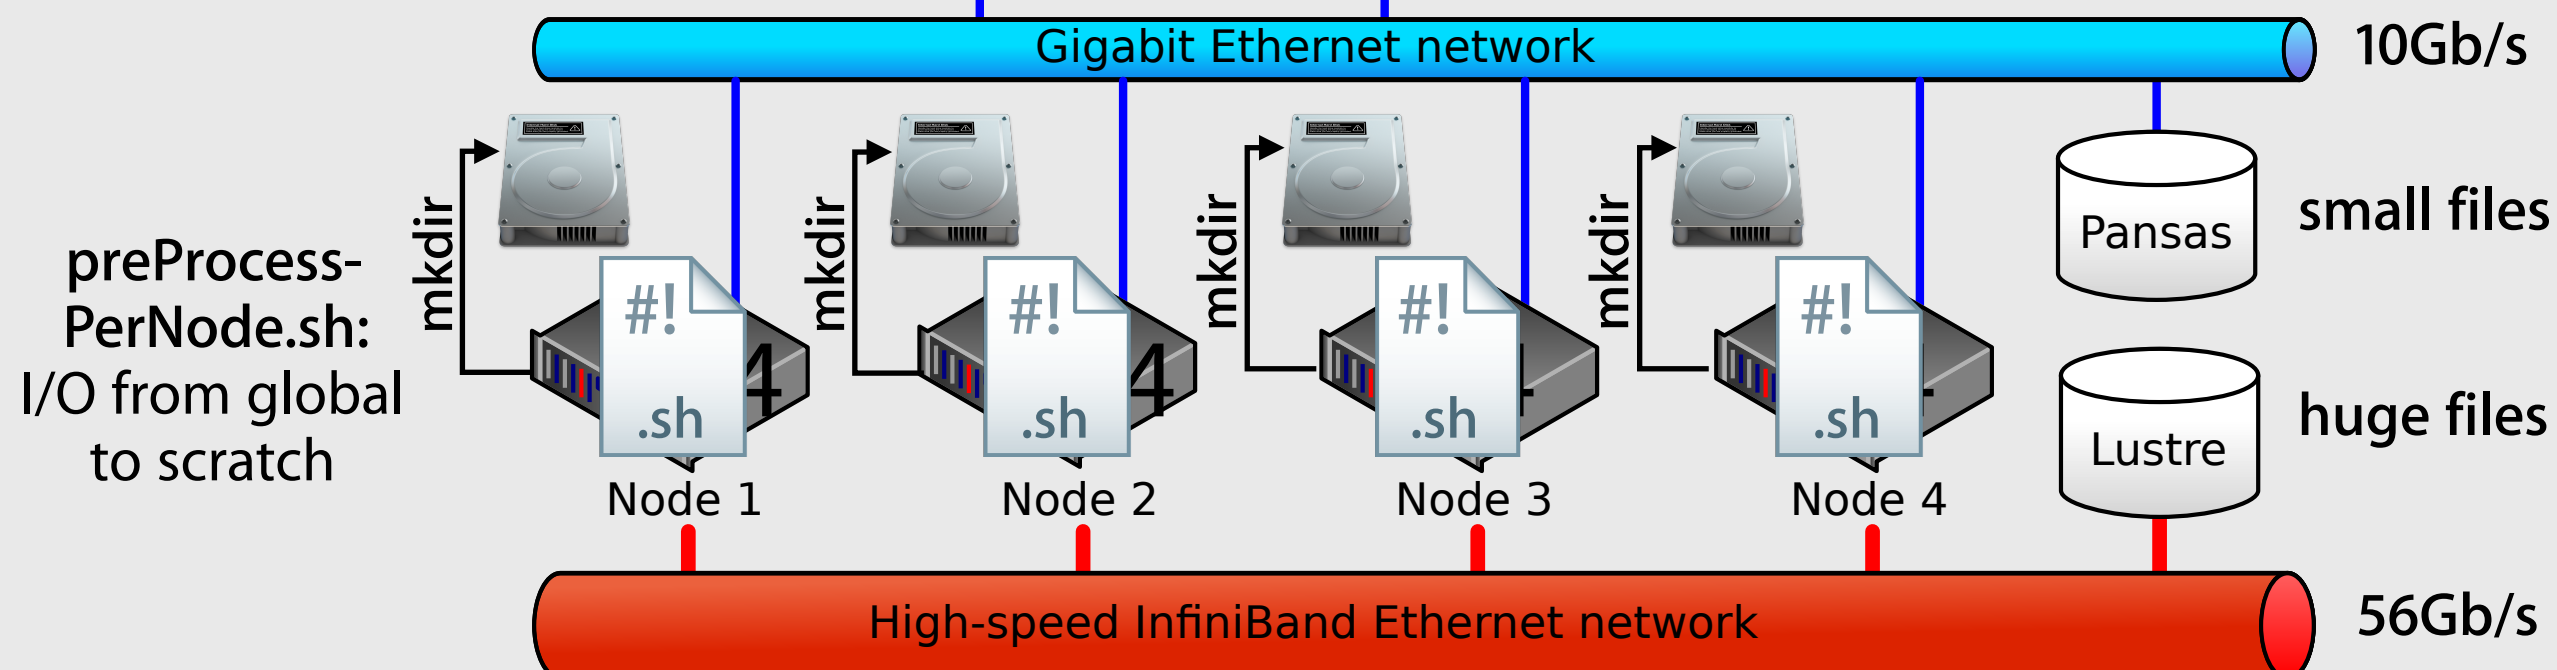 Gigabit Ethernet network
10Gb/s
mkdir
mkdir
mkdir
mkdir
Pansas
small files
preProcess-
PerNode.sh:
I/O from global
to scratch
#!
4
.sh
#!
4
.sh
#!
.sh
#!
.sh
Lustre
huge files
Node 1
Node 2
Node 3
Node 4
High-speed InfiniBand Ethernet network
56Gb/s